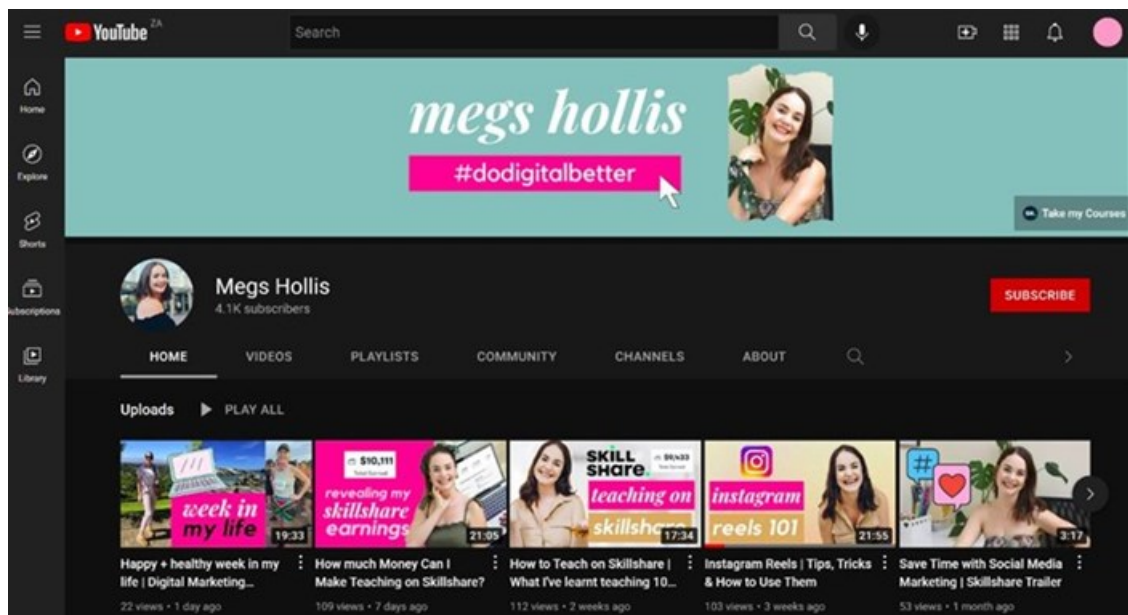 YouTube ZA
Search
Home
Explore
Shorts
Subscriptions
Library
megs hollis
#dodigitalbetter
Take my Courses
Megs Hollis
4.1K subscribers
SUBSCRIBE
HOME VIDEOS PLAYLISTS COMMUNITY CHANNELS ABOUT
Uploads PLAY ALL
week in
my life
19:33
$10,111
Total Earned
revealing my
skillshare
earnings
21:05
SKILL
SHare.
$9,433
teaching on
skillshare
17:34
instagram
reels 101
21:55
#
3:17
Happy + healthy week in my
life | Digital Marketing...
22 views • 1 day ago
How much Money Can I
Make Teaching on Skillshare?
109 views • 7 days ago
How to Teach on Skillshare |
What I've learnt teaching 10...
112 views • 2 weeks ago
Instagram Reels | Tips, Tricks
& How to Use Them
103 views • 3 weeks ago
Save Time with Social Media
Marketing | Skillshare Trailer
53 views • 1 month ago